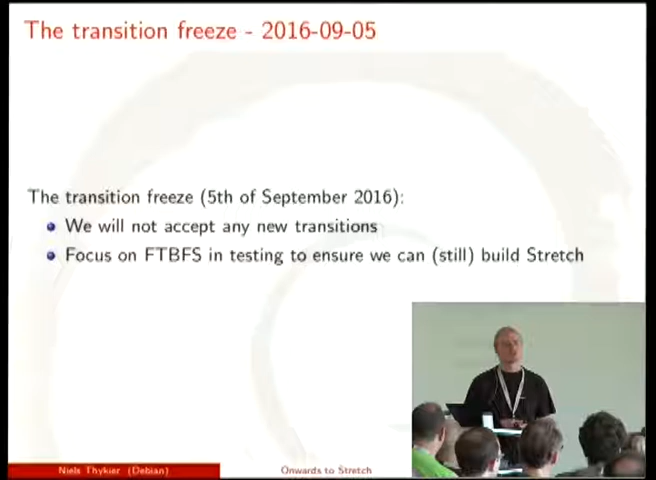 The transition freeze - 2016-09-05
The transition freeze (5th of September 2016):
We will not accept any new transitions
Focus on FTBFS in testing to ensure we can (still) build Stretch
Niels Thykier (Debian)
Onwards to Stretch